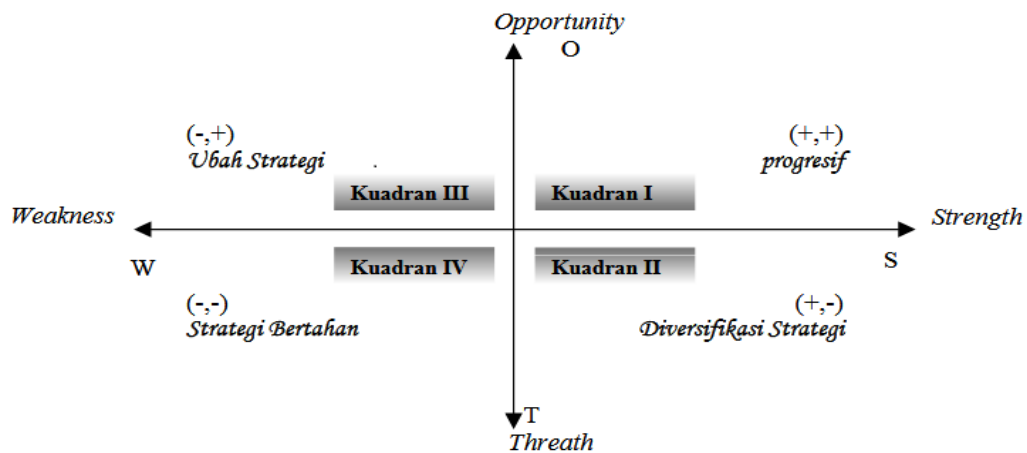 Opportunity
O
(-,+)
Ubah Strategi
(+,+)
progresif
Kuadran III
Kuadran I
Weakness
Strength
W
S
Kuadran IV
Kuadran II
(-,-)
Strategi Bertahan
(+,-)
Diversifikasi Strategi
T
Threath